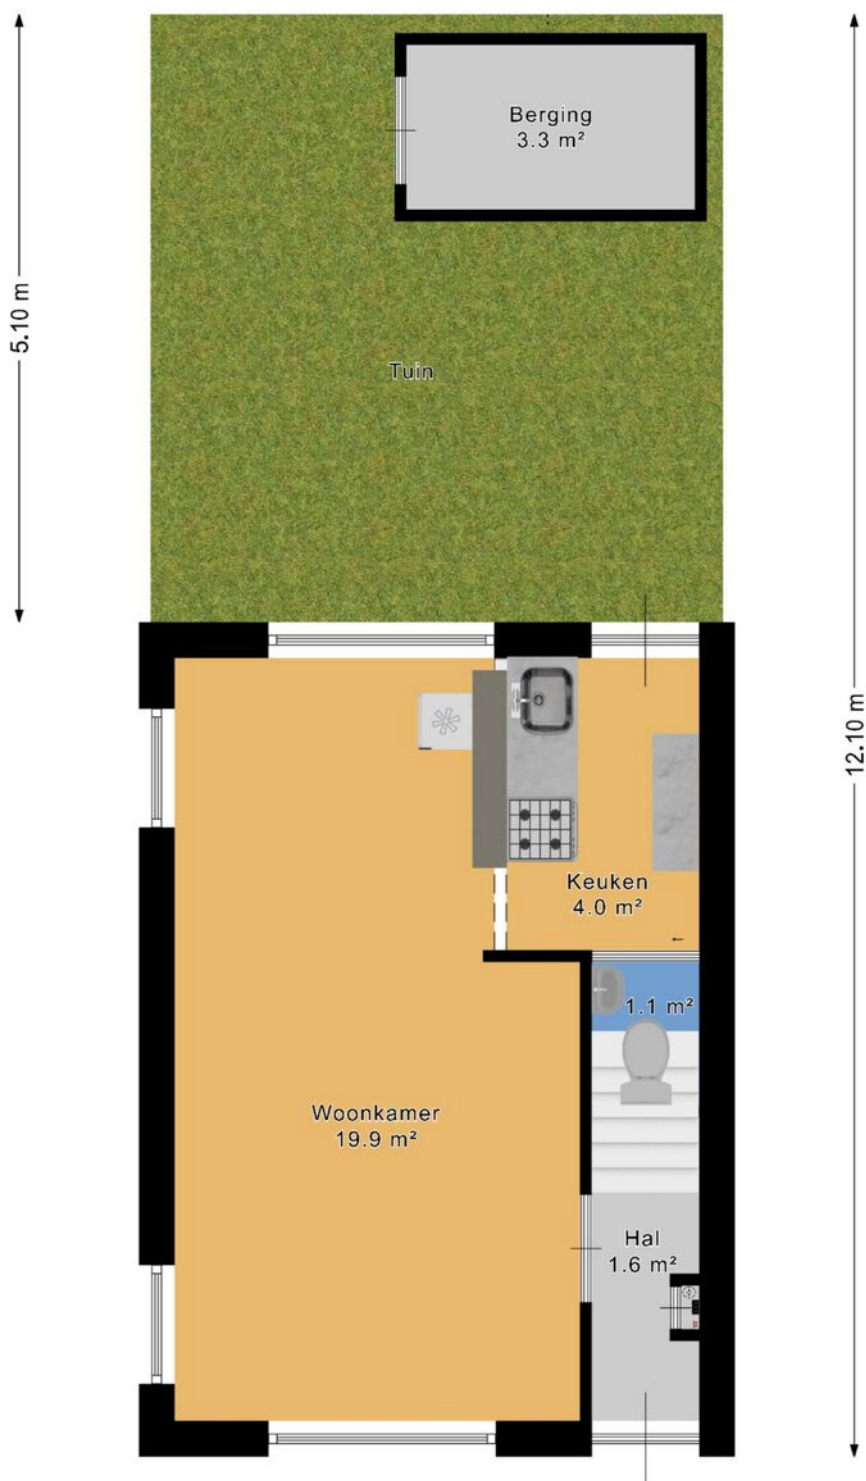 Berging
3.3 m²
5.10 m
Tuin
12.10 m
Keuken
4.0 m²
1.1 m²
Woonkamer
19.9 m²
Hal
1.6 m²